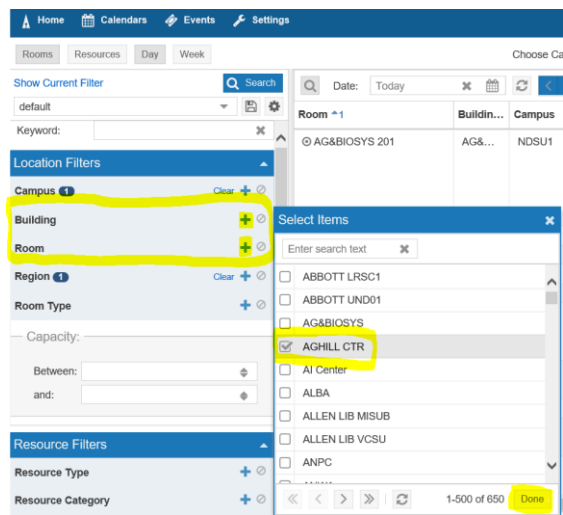 Home Calendars Events Settings
Rooms Resources Day Week Choose Ca
Show Current Filter Search
default
Keyword:
Location Filters
Campus 1 Clear
Building
Room
Region 1 Clear
Room Type
Capacity:
Between:
and:
Resource Filters
Resource Type
Resource Category
Date: Today
Room 1 Buildin... Campus
AG&BIOSYS 201 AG&... NDSU1
Select Items
Enter search text
ABBOTT LRSC1
ABBOTT UND01
AG&BIOSYS
AGHILL CTR
AI Center
ALBA
ALLEN LIB MISUB
ALLEN LIB VCSU
ANPC
1-500 of 650 Done